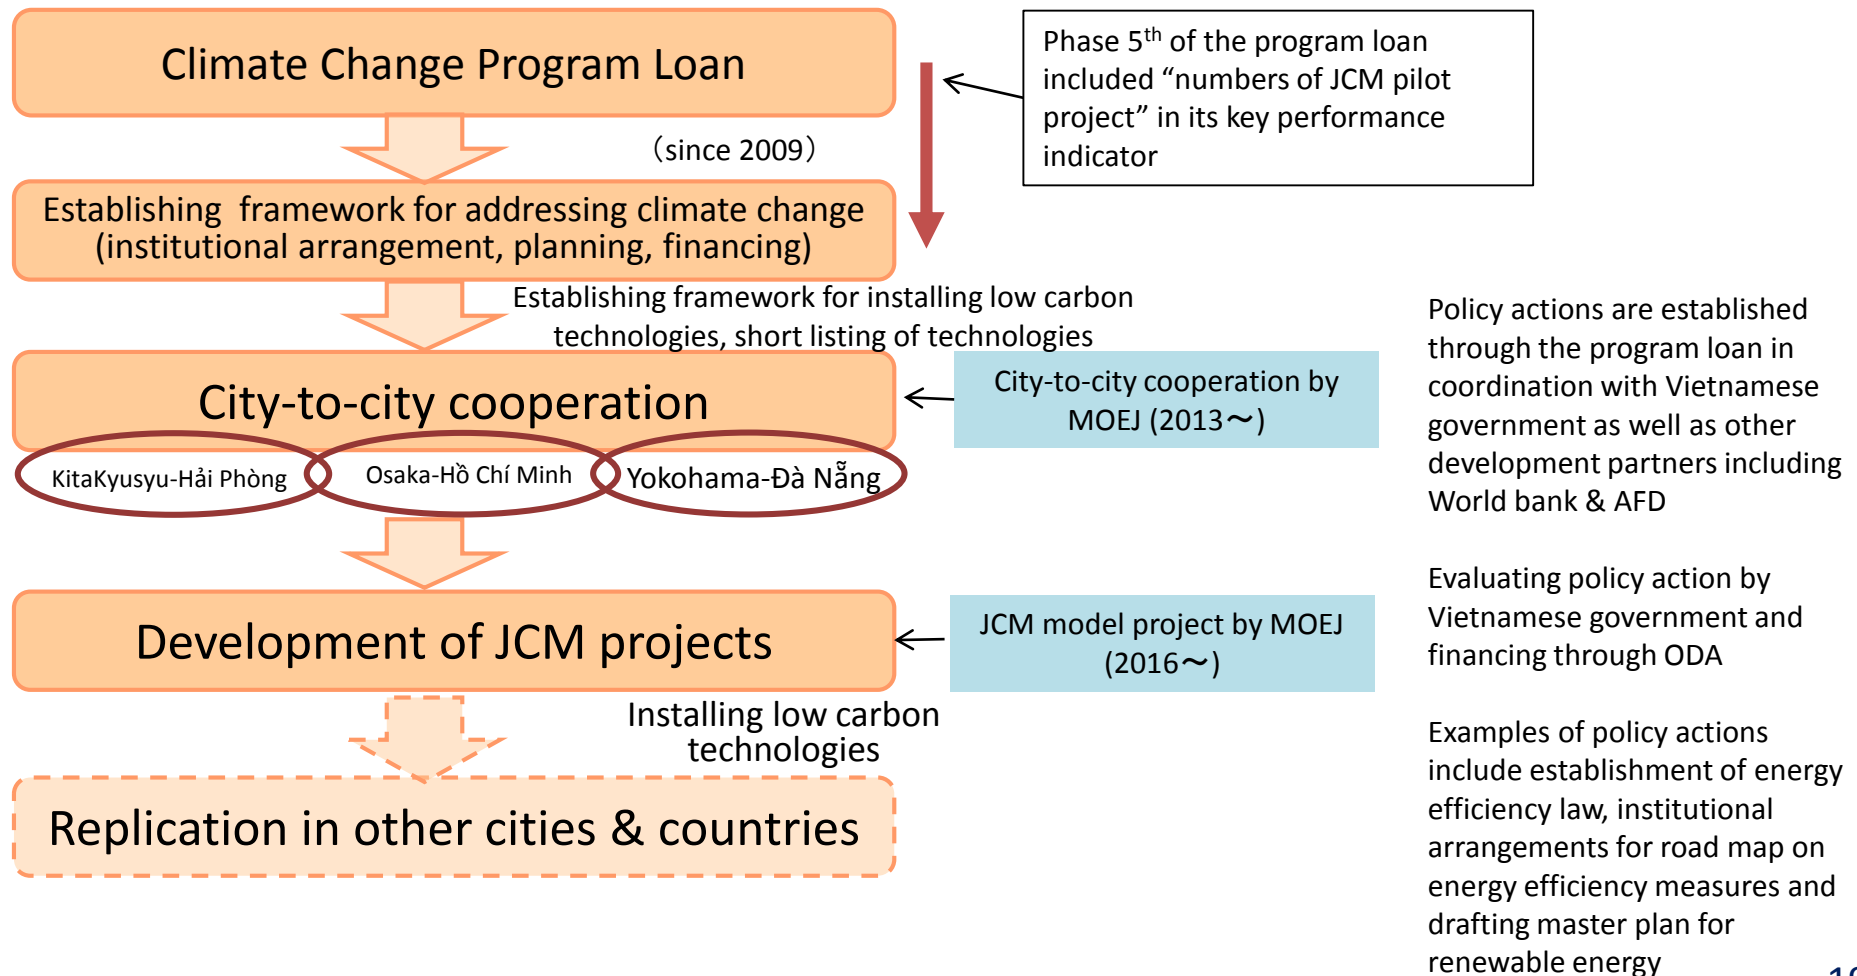 Climate Change Program Loan
(since 2009)
Phase 5th of the program loan
included “numbers of JCM pilot
project” in its key performance
indicator
Establishing framework for addressing climate change
(institutional arrangement, planning, financing)
Establishing framework for installing low carbon
technologies, short listing of technologies
City-to-city cooperation
City-to-city cooperation by
MOEJ (2013～)
KitaKyusyu-Hải Phòng
Osaka-Hồ Chí Minh
Yokohama-Đà Nẵng
Development of JCM projects
JCM model project by MOEJ
(2016～)
Installing low carbon
technologies
Replication in other cities & countries
Policy actions are established
through the program loan in
coordination with Vietnamese
government as well as other
development partners including
World bank & AFD
Evaluating policy action by
Vietnamese government and
financing through ODA
Examples of policy actions
include establishment of energy
efficiency law, institutional
arrangements for road map on
energy efficiency measures and
drafting master plan for
renewable energy